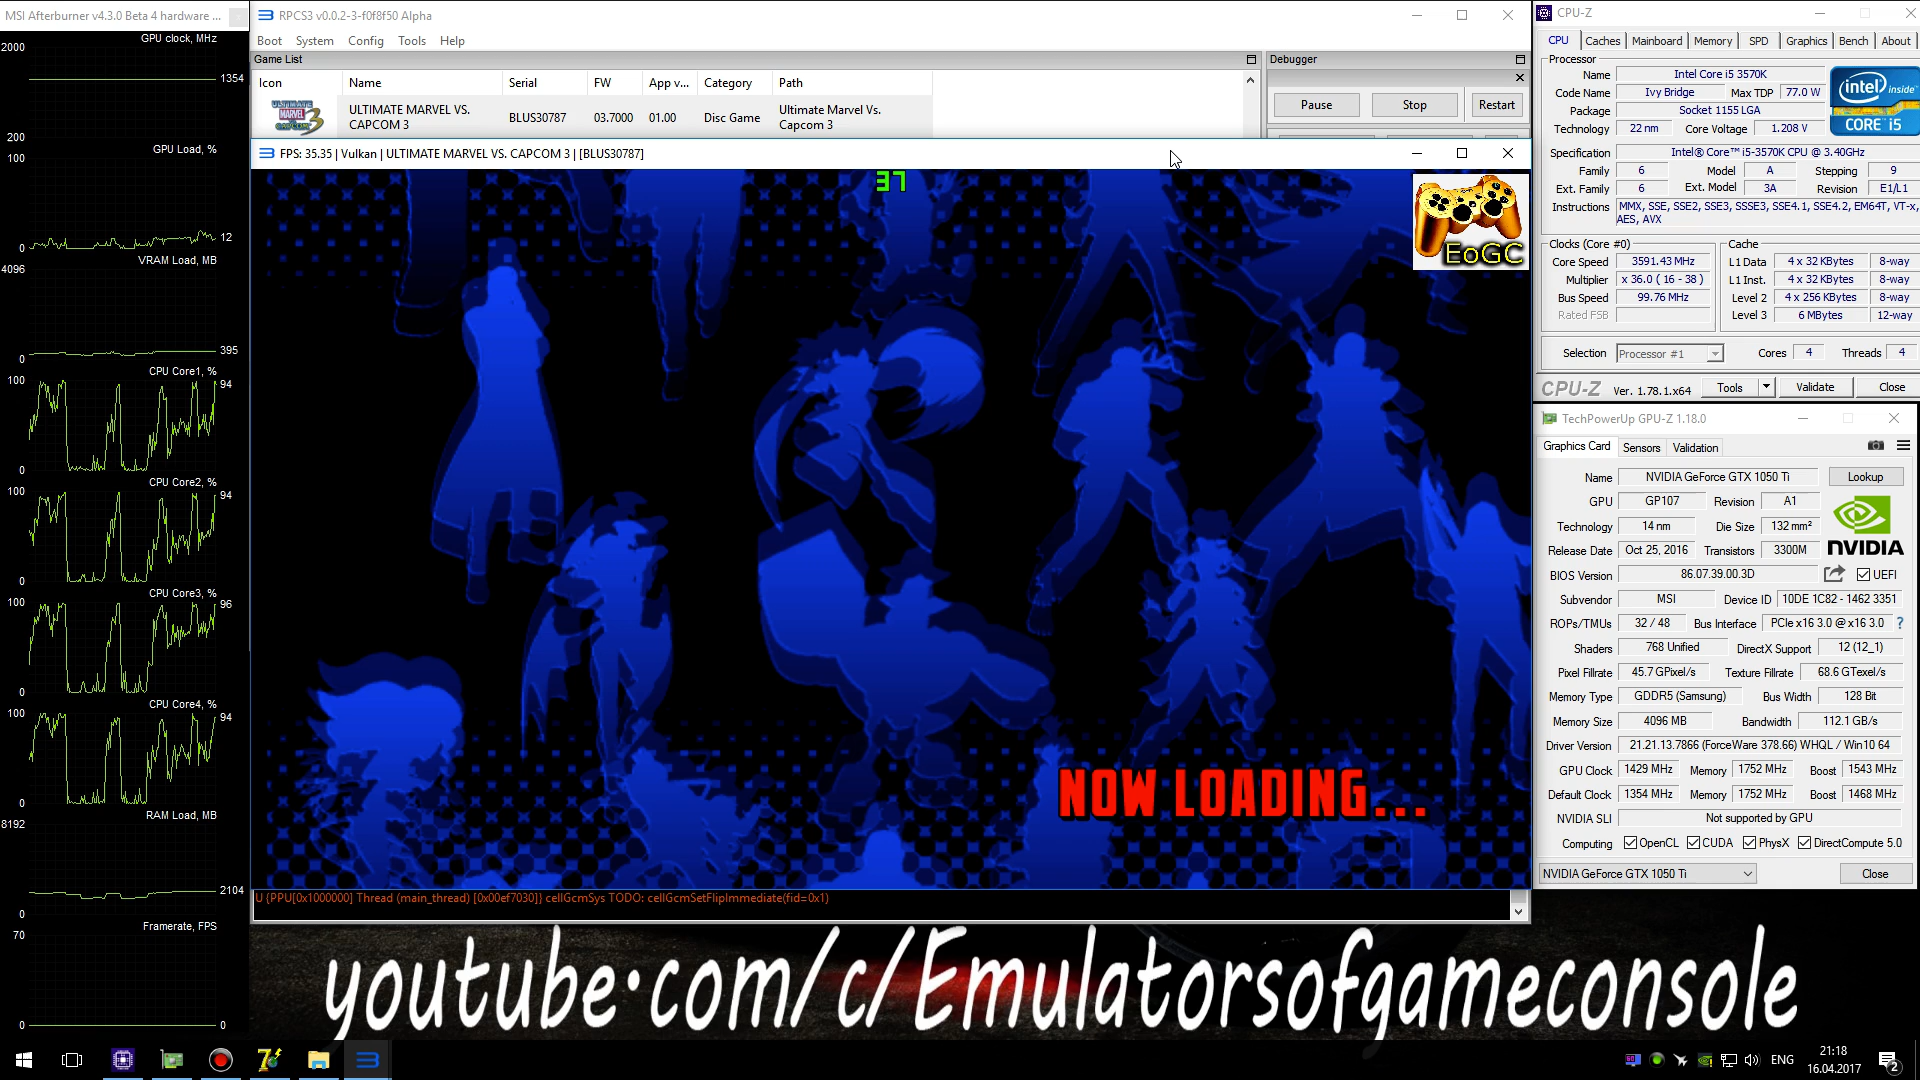 MSI Afterburner v4.3.0 Beta 4 hardware ...
GPU clock, MHz
2000
1354
200
GPU Load, %
100
12
0
VRAM Load, MB
4096
395
0
CPU Core1, %
100
94
0
CPU Core2, %
100
94
0
CPU Core3, %
100
96
0
CPU Core4, %
100
94
0
RAM Load, MB
8192
2104
0
Framerate, FPS
70
0
0
RPCS3 v0.0.2-3-f0f8f50 Alpha
Boot System Config Tools Help
Game List
Icon Name Serial FW App v... Category Path
ULTIMATE MARVEL VS. CAPCOM 3
ULTIMATE MARVEL VS.
CAPCOM 3
BLUS30787 03.7000 01.00 Disc Game
Ultimate Marvel Vs.
Capcom 3
Debugger
Pause Stop Restart
FPS: 35.35 | Vulkan | ULTIMATE MARVEL VS. CAPCOM 3 | [BLUS30787]
37
EoGC
NOW LOADING...
U {PPU[0x1000000] Thread (main_thread) [0x00ef7030]} cellGcmSys TODO: cellGcmSetFlipImmediate(fid=0x1)
youtube.com/c/Emulatorsofgameconsole
CPU-Z
CPU Caches Mainboard Memory SPD Graphics Bench About
Processor
Name Intel Core i5 3570K
Code Name Ivy Bridge Max TDP 77.0 W
Package Socket 1155 LGA
Technology 22 nm Core Voltage 1.208 V
intel inside
CORE i5
Specification Intel® Core™ i5-3570K CPU @ 3.40GHz
Family 6 Model A Stepping 9
Ext. Family 6 Ext. Model 3A Revision E1/L1
Instructions MMX, SSE, SSE2, SSE3, SSSE3, SSE4.1, SSE4.2, EM64T, VT-x,
AES, AVX
Clocks (Core #0)
Core Speed 3591.43 MHz
Multiplier x 36.0 ( 16 - 38 )
Bus Speed 99.76 MHz
Rated FSB
Cache
L1 Data 4 x 32 KBytes 8-way
L1 Inst. 4 x 32 KBytes 8-way
Level 2 4 x 256 KBytes 8-way
Level 3 6 MBytes 12-way
Selection Processor #1 Cores 4 Threads 4
CPU-Z Ver. 1.78.1.x64 Tools Validate Close
TechPowerUp GPU-Z 1.18.0
Graphics Card Sensors Validation
Name NVIDIA GeForce GTX 1050 Ti Lookup
GPU GP107 Revision A1
Technology 14 nm Die Size 132 mm²
Release Date Oct 25, 2016 Transistors 3300M
NVIDIA
BIOS Version 86.07.39.00.3D UEFI
Subvendor MSI Device ID 10DE 1C82 - 1462 3351
ROPs/TMUs 32 / 48 Bus Interface PCIe x16 3.0 @ x16 3.0 ?
Shaders 768 Unified DirectX Support 12 (12_1)
Pixel Fillrate 45.7 GPixel/s Texture Fillrate 68.6 GTexel/s
Memory Type GDDR5 (Samsung) Bus Width 128 Bit
Memory Size 4096 MB Bandwidth 112.1 GB/s
Driver Version 21.21.13.7866 (ForceWare 378.66) WHQL / Win10 64
GPU Clock 1429 MHz Memory 1752 MHz Boost 1543 MHz
Default Clock 1354 MHz Memory 1752 MHz Boost 1468 MHz
NVIDIA SLI Not supported by GPU
Computing OpenCL CUDA PhysX DirectCompute 5.0
NVIDIA GeForce GTX 1050 Ti Close
ENG
21:18
16.04.2017
2